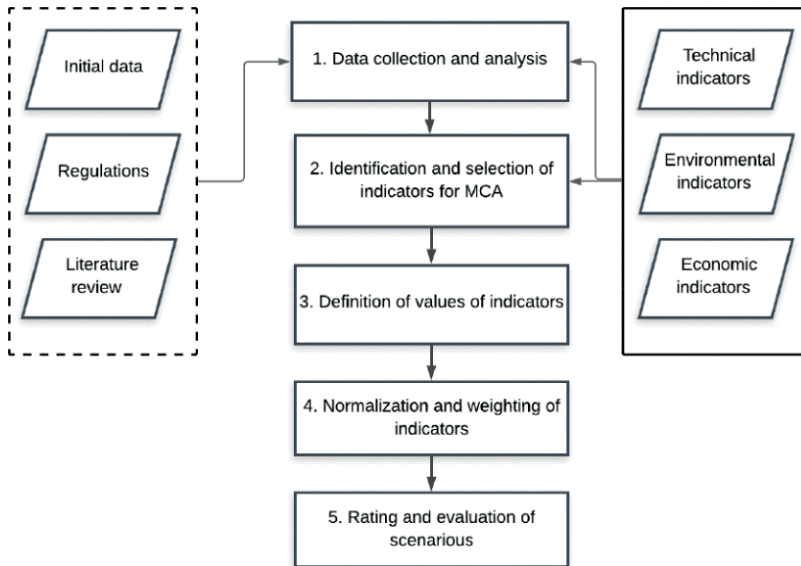 Initial data
Regulations
Literature
review
1. Data collection and analysis
2. Identification and selection of
indicators for MCA
3. Definition of values of indicators
4. Normalization and weighting of
indicators
5. Rating and evaluation of
scenarious
Technical
indicators
Environmental
indicators
Economic
indicators